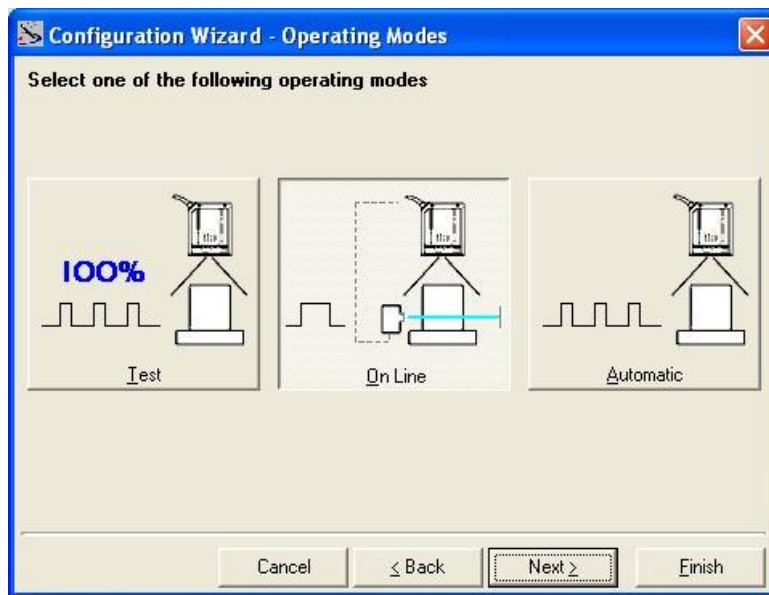 Configuration Wizard - Operating Modes
Select one of the following operating modes
100%
Test
On Line
Automatic
Cancel
< Back
Next >
Finish